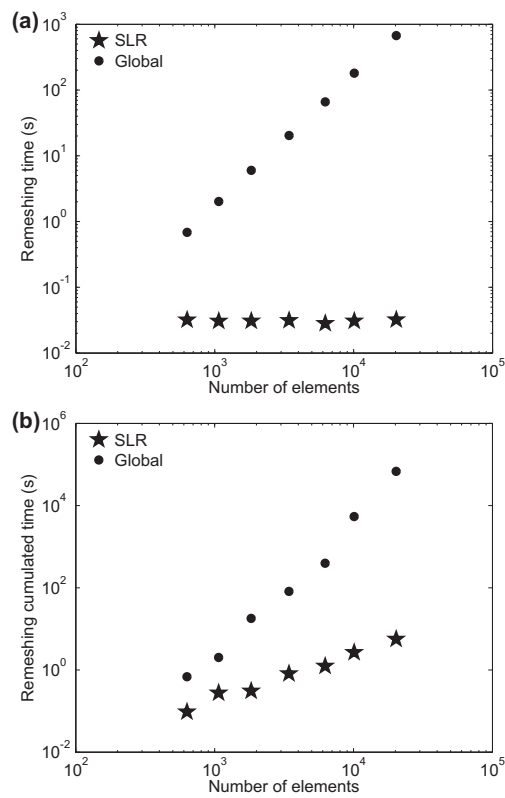 (a)
10^3
10^2
10^1
10^0
10^-1
10^-2
Remeshing time (s)
SLR
Global
10^2
10^3
10^4
10^5
Number of elements
(b)
10^6
10^4
10^2
10^0
10^-2
Remeshing cumulated time (s)
SLR
Global
10^2
10^3
10^4
10^5
Number of elements